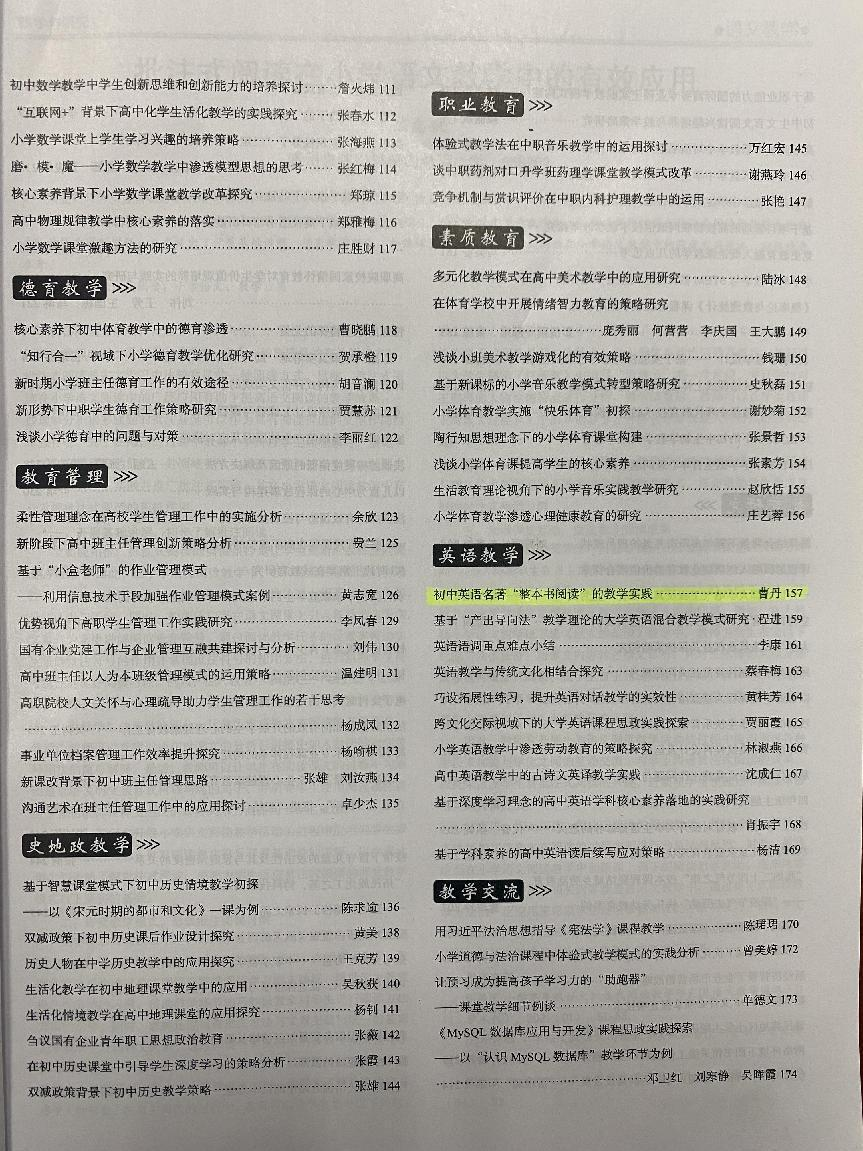 初中数学教学中学生创新思维和创新能力的培养探讨……詹火炜 111
“互联网+”背景下高中化学生活化教学的实践探究……张春水 112
小学数学课堂上学生学习兴趣的培养策略……张海燕 113
磨·模·魔——小学数学教学中渗透模型思想的思考……张红梅 114
核心素养背景下小学数学课堂教学改革探究……郑琼 115
高中物理规律教学中核心素养的落实……郑雅梅 116
小学数学课堂激趣方法的研究……庄胜财 117
德育教学 >>>
核心素养下初中体育教学中的德育渗透……曹晓鹏 118
“知行合一”视域下小学德育教学优化研究……贺承橙 119
新时期小学班主任德育工作的有效途径……胡音澜 120
新形势下中职学生德育工作策略研究……贾慧苏 121
浅谈小学德育中的问题与对策……李丽红 122
教育管理 >>>
柔性管理理念在高校学生管理工作中的实施分析……余欣 123
新阶段下高中班主任管理创新策略分析……费兰 125
基于“小盒老师”的作业管理模式
——利用信息技术手段加强作业管理模式案例……黄志宽 126
优势视角下高职学生管理工作实践研究……李凤春 129
国有企业党建工作与企业管理互融共建探讨与分析……刘伟 130
高中班主任以人为本班级管理模式的运用策略……温建明 131
高职院校人文关怀与心理疏导助力学生管理工作的若干思考
……杨成凤 132
事业单位档案管理工作效率提升探究……杨喻棋 133
新课改背景下初中班主任管理思路……张雄 刘汝燕 134
沟通艺术在班主任管理工作中的应用探讨……卓少杰 135
史地政教学 >>>
基于智慧课堂模式下初中历史情境教学初探
——以《宋元时期的都市和文化》一课为例……陈求谕 136
双减政策下初中历史课后作业设计探究……黄美 138
历史人物在中学历史教学中的应用探究……王克芳 139
生活化教学在初中地理课堂教学中的应用……吴秋获 140
生活化情境教学在高中地理课堂的应用探究……杨钊 141
刍议国有企业青年职工思想政治教育……张薇 142
在初中历史课堂中引导学生深度学习的策略分析……张霞 143
双减政策背景下初中历史教学策略……张雄 144
职业教育 >>>
体验式教学法在中职音乐教学中的运用探讨……万红宏 145
谈中职药剂对口升学班药理学课堂教学模式改革……谢燕玲 146
竞争机制与赏识评价在中职内科护理教学中的运用……张艳 147
素质教育 >>>
多元化教学模式在高中美术教学中的应用研究……陆冰 148
在体育学校中开展情绪智力教育的策略研究
……庞秀丽 何营营 李庆国 王大鹏 149
浅谈小班美术教学游戏化的有效策略……钱珊 150
基于新课标的小学音乐教学模式转型策略研究……史秋磊 151
小学体育教学实施“快乐体育”初探……谢妙菊 152
陶行知思想理念下的小学体育课堂构建……张景哲 153
浅谈小学体育课提高学生的核心素养……张素芳 154
生活教育理论视角下的小学音乐实践教学研究……赵欣恬 155
小学体育教学渗透心理健康教育的研究……庄艺蓉 156
英语教学 >>>
初中英语名著“整本书阅读”的教学实践……曹丹 157
基于“产出导向法”教学理论的大学英语混合教学模式研究·程进 159
英语语调重点难点小结……李康 161
英语教学与传统文化相结合探究……蔡春梅 163
巧设拓展性练习，提升英语对话教学的实效性……黄桂芳 164
跨文化交际视域下的大学英语课程思政实践探索……贾丽霞 165
小学英语教学中渗透劳动教育的策略探究……林淑燕 166
高中英语教学中的古诗文英译教学实践……沈成仁 167
基于深度学习理念的高中英语学科核心素养落地的实践研究
……肖振宇 168
基于学科素养的高中英语读后续写应对策略……杨洁 169
教学交流 >>>
用习近平法治思想指导《宪法学》课程教学……陈珺珺 170
小学道德与法治课程中体验式教学模式的实践分析……曾美婷 172
让预习成为提高孩子学习力的“助跑器”
——课堂教学细节例谈……单德文 173
《MySQL 数据库应用与开发》课程思政实践探索
——以“认识 MySQL 数据库”教学环节为例
……邓卫红 刘寒静 吴晖霞 174